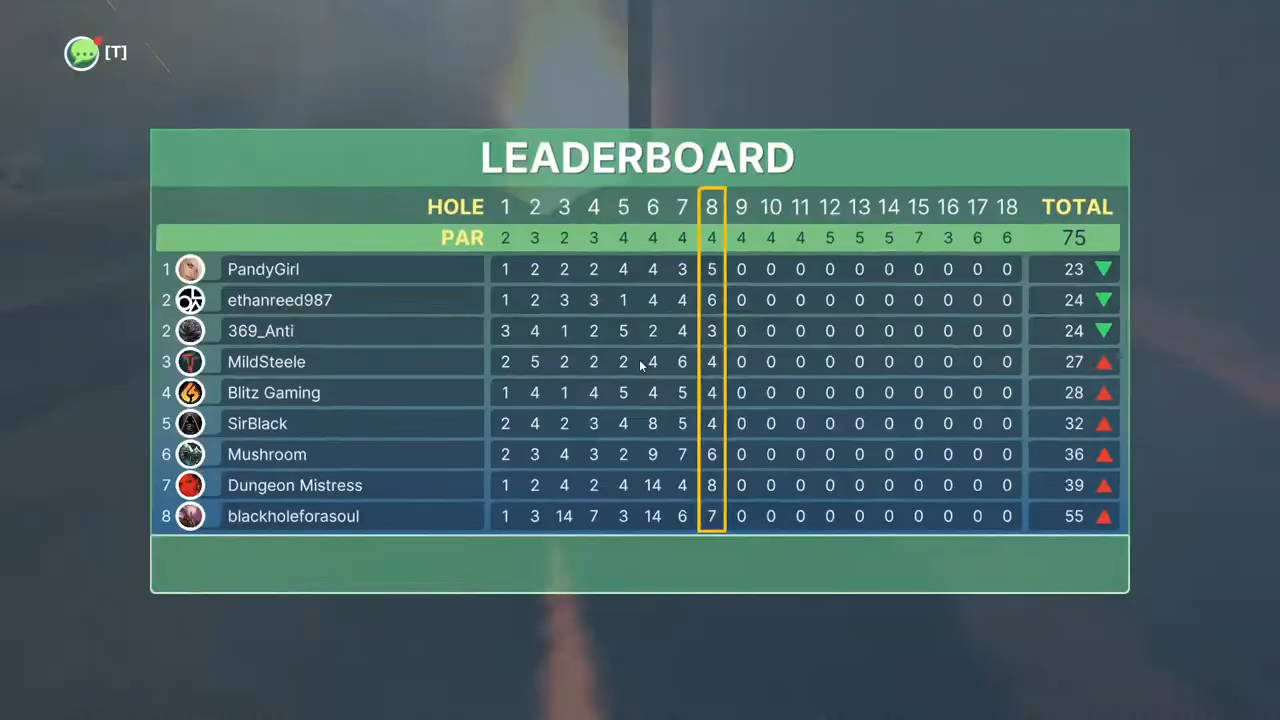 [T]
LEADERBOARD
HOLE 1 2 3 4 5 6 7 8 9 10 11 12 13 14 15 16 17 18 TOTAL
PAR 2 3 2 3 4 4 4 4 4 4 4 5 5 5 7 3 6 6 75
1 PandyGirl 1 2 2 2 4 4 3 5 0 0 0 0 0 0 0 0 0 0 23
2 ethanreed987 1 2 3 3 1 4 4 6 0 0 0 0 0 0 0 0 0 0 24
2 369_Anti 3 4 1 2 5 2 4 3 0 0 0 0 0 0 0 0 0 0 24
3 MildSteele 2 5 2 2 2 4 6 4 0 0 0 0 0 0 0 0 0 0 27
4 Blitz Gaming 1 4 1 4 5 4 5 4 0 0 0 0 0 0 0 0 0 0 28
5 SirBlack 2 4 2 3 4 8 5 4 0 0 0 0 0 0 0 0 0 0 32
6 Mushroom 2 3 4 3 2 9 7 6 0 0 0 0 0 0 0 0 0 0 36
7 Dungeon Mistress 1 2 4 2 4 14 4 8 0 0 0 0 0 0 0 0 0 0 39
8 blackholeforasoul 1 3 14 7 3 14 6 7 0 0 0 0 0 0 0 0 0 0 55